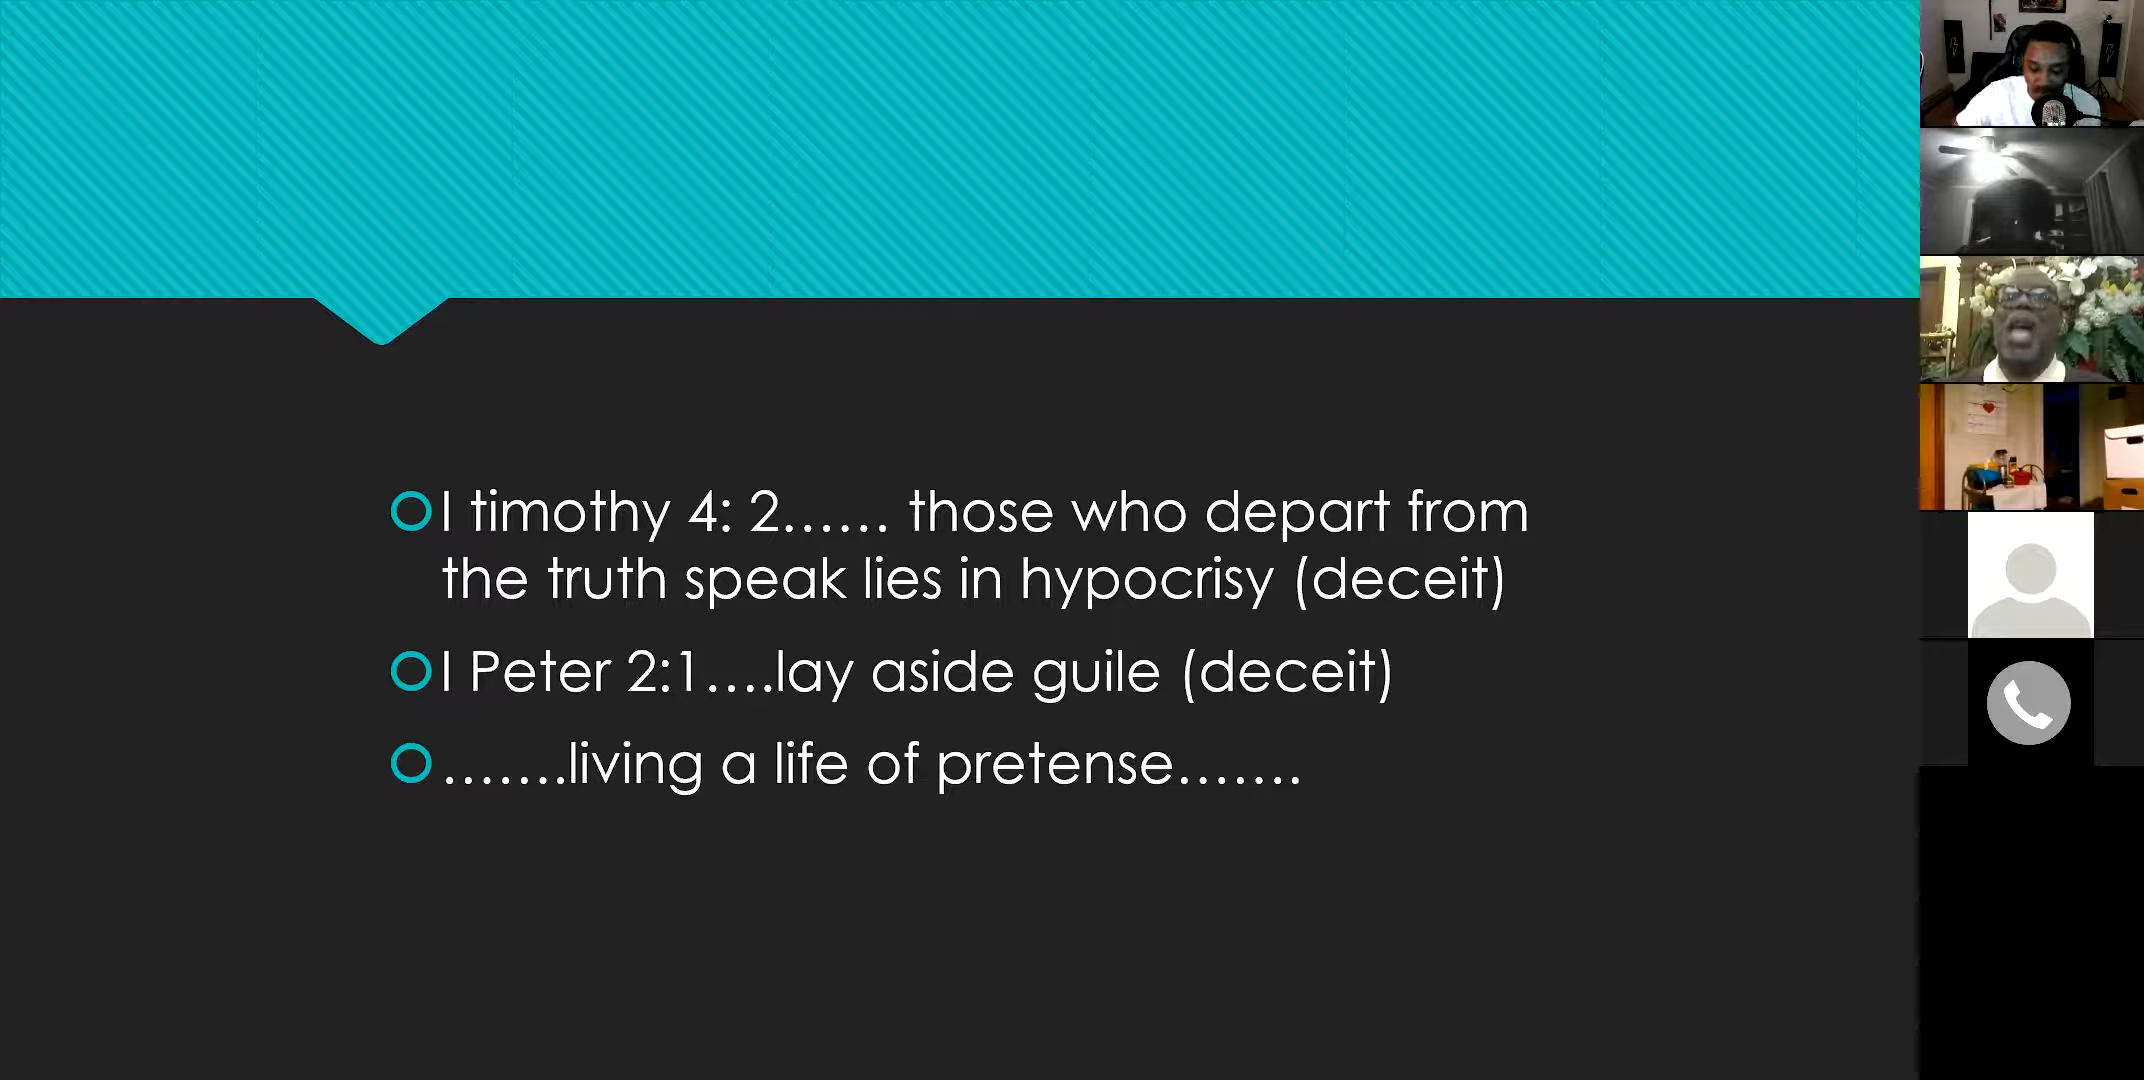 I timothy 4: 2...... those who depart from
the truth speak lies in hypocrisy (deceit)
I Peter 2:1....lay aside guile (deceit)
.......living a life of pretense.......